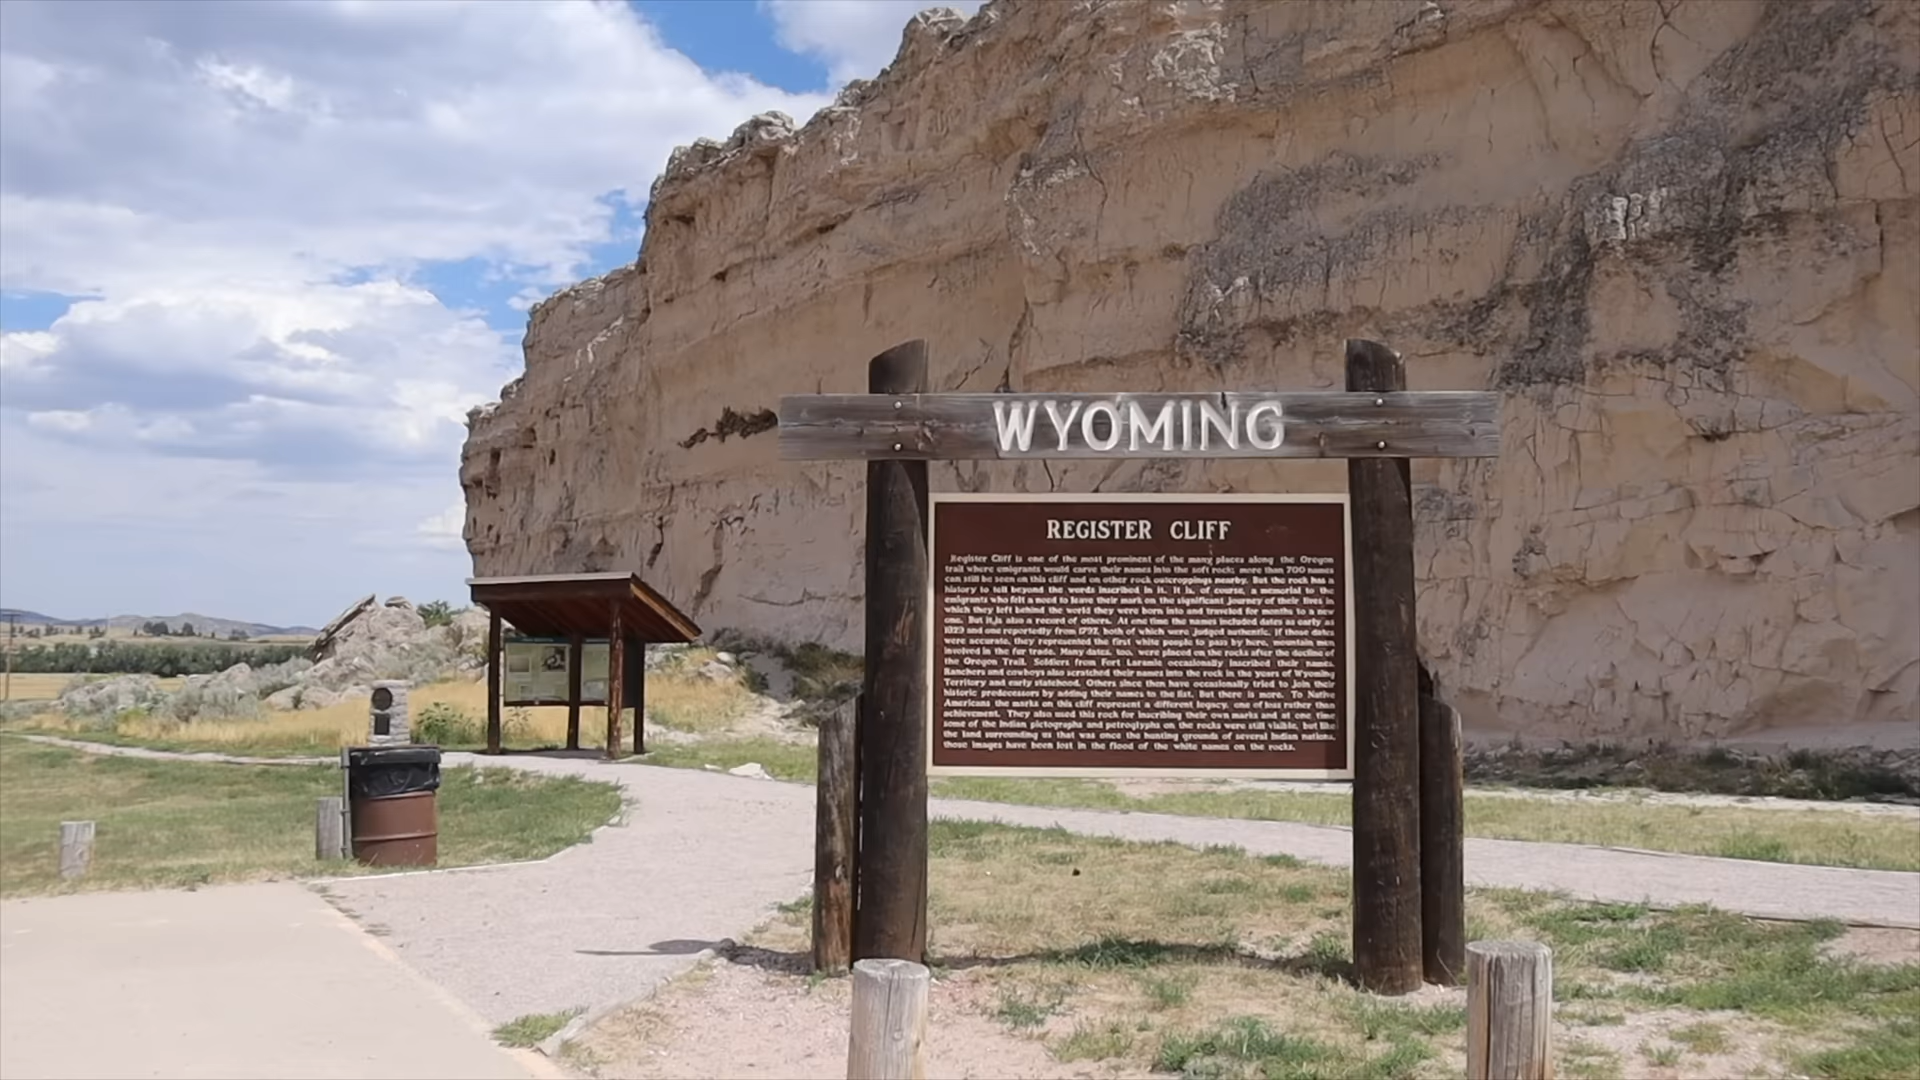 WYOMING
REGISTER CLIFF
Register Cliff is one of the most prominent of the many places along the Oregon
trail where emigrants would carve their names into the soft rock; more than 700 names
can still be seen on this cliff and on other rock outcroppings nearby. But the rock has a
history to tell beyond the words inscribed in it. It is, of course, a memorial to the
emigrants who felt a need to leave their mark on the significant journey of their lives in
which they left behind the world they were born into and traveled for months to a new
one. But it is also a record of others. At one time the names included dates as early as
1829 and one reportedly from 1797, both of which were judged authentic. If those dates
were accurate, they represented the first white people to pass by here, mountain men
involved in the fur trade. Many dates, too, were placed on the rocks after the decline of
the Oregon Trail. Soldiers from Fort Laramie occasionally inscribed their names.
Ranchers and cowboys also scratched their names into the rock in the years of Wyoming
Territory and early statehood. Others since then have occasionally tried to join their
historic predecessors by adding their names to the list. But there is more. To Native
Americans the marks on this cliff represent a different legacy, one of loss rather than
achievement. They also used this rock for inscribing their own marks and at one time
some of the Indian pictographs and petroglyphs on the rocks were still visible, but like
the land surrounding us that was once the hunting grounds of several Indian nations,
those images have been lost in the flood of the white names on the rocks.